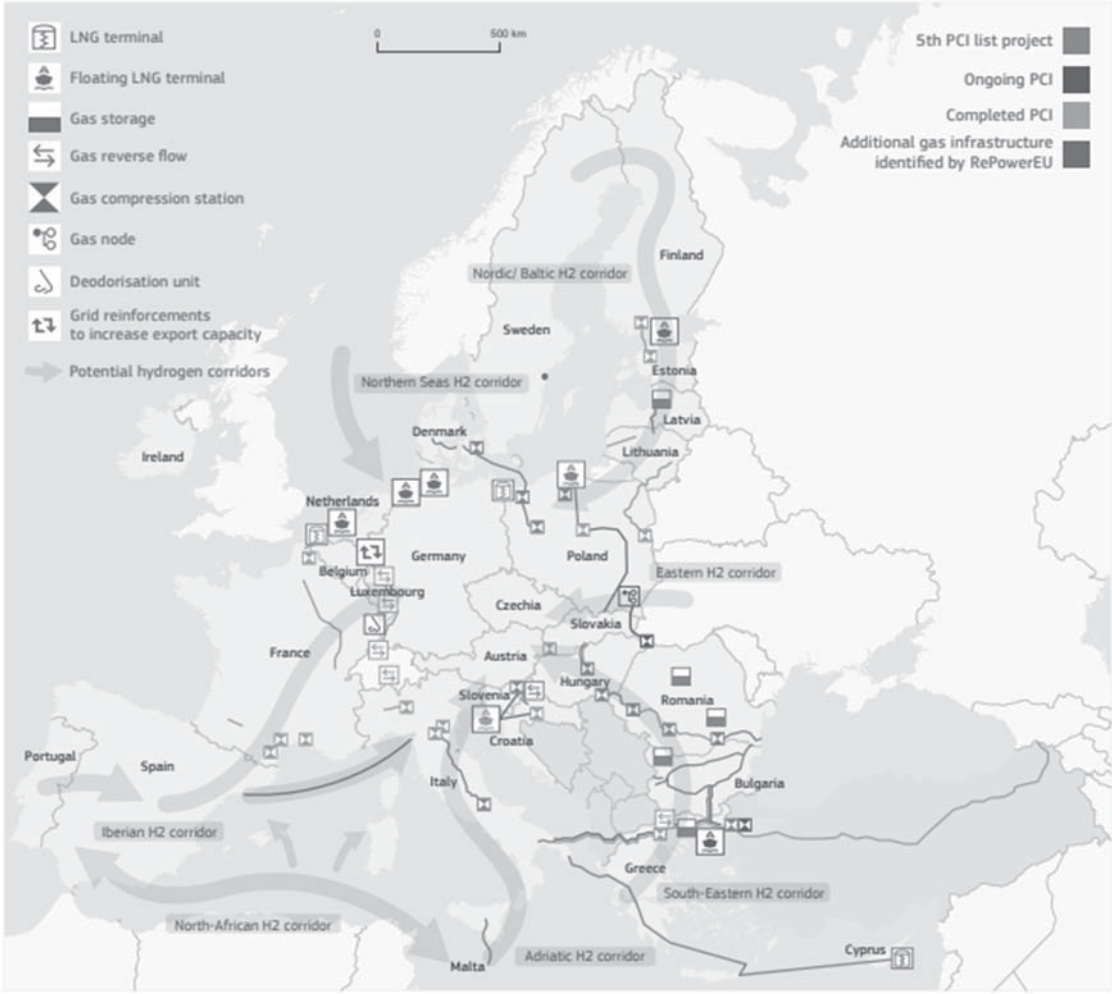 LNG terminal
Floating LNG terminal
Gas storage
Gas reverse flow
Gas compression station
Gas node
Deodorisation unit
Grid reinforcements
to increase export capacity
Potential hydrogen corridors
0 500 km
5th PCI list project
Ongoing PCI
Completed PCI
Additional gas infrastructure
identified by RePowerEU
Finland
Nordic/ Baltic H2 corridor
Sweden
Estonia
Northern Seas H2 corridor
Latvia
Denmark
Lithuania
Ireland
Netherlands
Germany
Poland
Belgium
Eastern H2 corridor
Luxembourg
Czechia
Slovakia
France
Austria
Hungary
Slovenia
Romania
Croatia
Portugal
Spain
Italy
Bulgaria
Iberian H2 corridor
Greece
South-Eastern H2 corridor
North-African H2 corridor
Cyprus
Adriatic H2 corridor
Malta